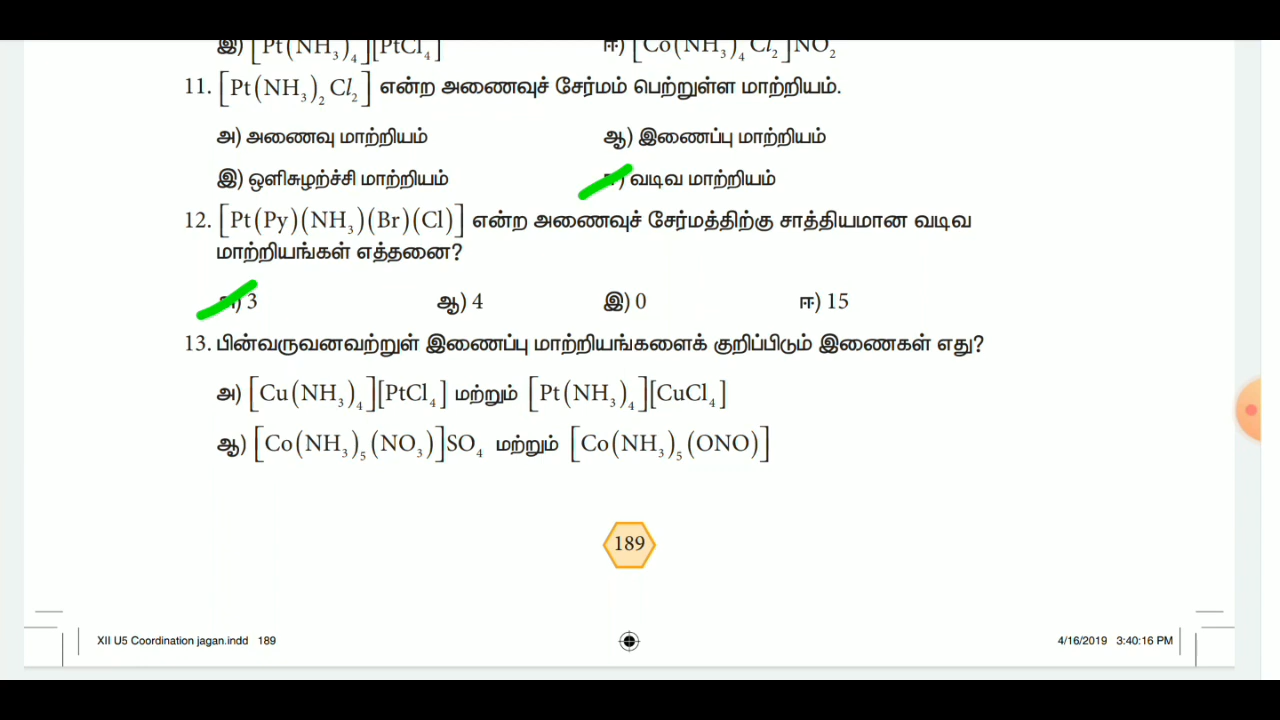 இ) [Pt(NH₃)₄][PtCl₄] ஈ) [Co(NH₃)₄Cl₂]NO₂
11. [Pt(NH₃)₂Cl₂] என்ற அணைவுச் சேர்மம் பெற்றுள்ள மாற்றியம்.
அ) அணைவு மாற்றியம் ஆ) இணைப்பு மாற்றியம்
இ) ஒளிசுழற்ச்சி மாற்றியம் ஈ) வடிவ மாற்றியம்
12. [Pt(Py)(NH₃)(Br)(Cl)] என்ற அணைவுச் சேர்மத்திற்கு சாத்தியமான வடிவ
மாற்றியங்கள் எத்தனை?
அ) 3 ஆ) 4 இ) 0 ஈ) 15
13. பின்வருவனவற்றுள் இணைப்பு மாற்றியங்களைக் குறிப்பிடும் இணைகள் எது?
அ) [Cu(NH₃)₄][PtCl₄] மற்றும் [Pt(NH₃)₄][CuCl₄]
ஆ) [Co(NH₃)₅(NO₃)]SO₄ மற்றும் [Co(NH₃)₅(ONO)]
189
XII U5 Coordination jagan.indd 189 4/16/2019 3:40:16 PM